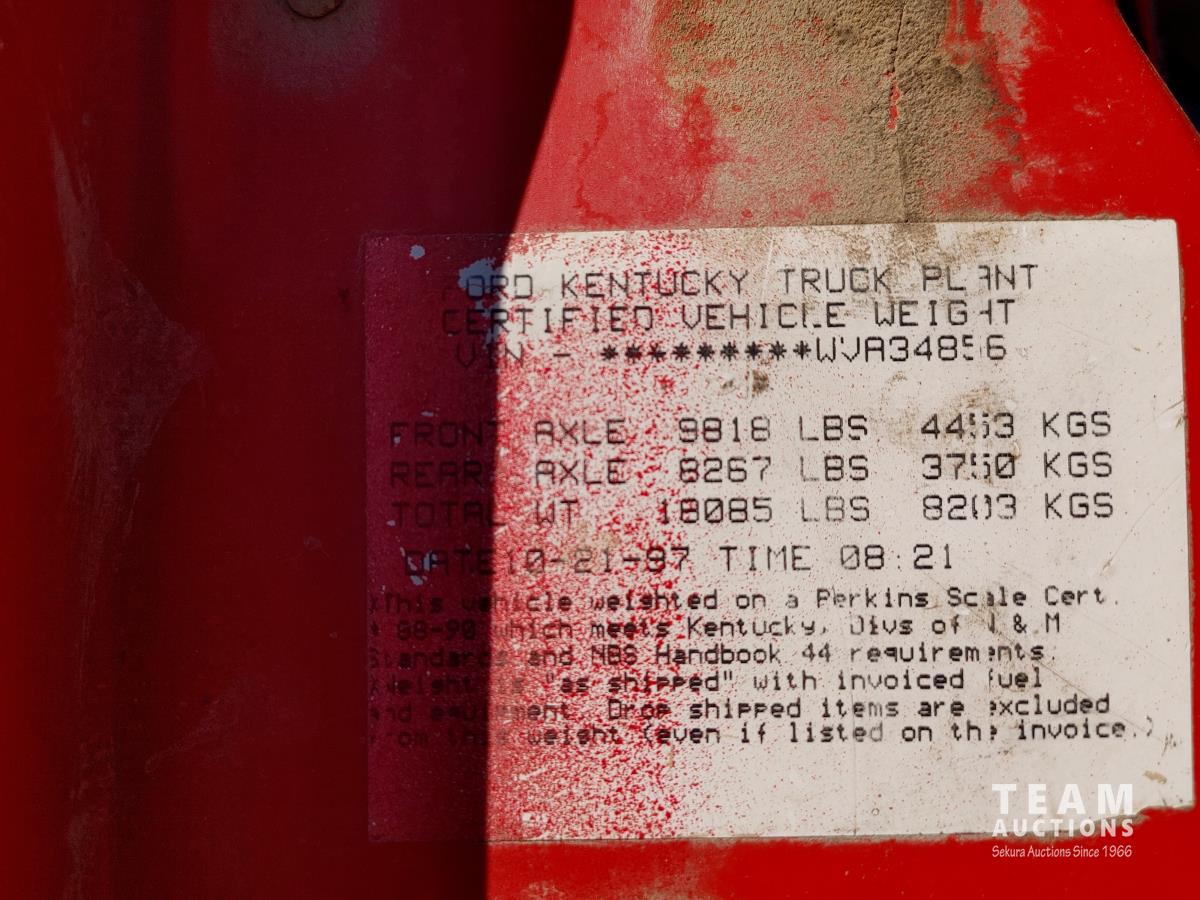 FORD KENTUCKY TRUCK PLANT
CERTIFIED VEHICLE WEIGHT
VIN - *********WVA34856
FRONT AXLE 9818 LBS 4453 KGS
REAR AXLE 8267 LBS 3750 KGS
TOTAL WT 18085 LBS 8203 KGS
DATE 10-21-97 TIME 08:21
*This vehicle weighted on a Perkins Scale Cert.
# 88-90 which meets Kentucky, Divs of W & M
Standards and NBS Handbook 44 requirements.
*Weight is "as shipped" with invoiced fuel
and equipment. Drop shipped items are excluded
from this weight (even if listed on the invoice.)
TEAM
AUCTIONS
Sekura Auctions Since 1966